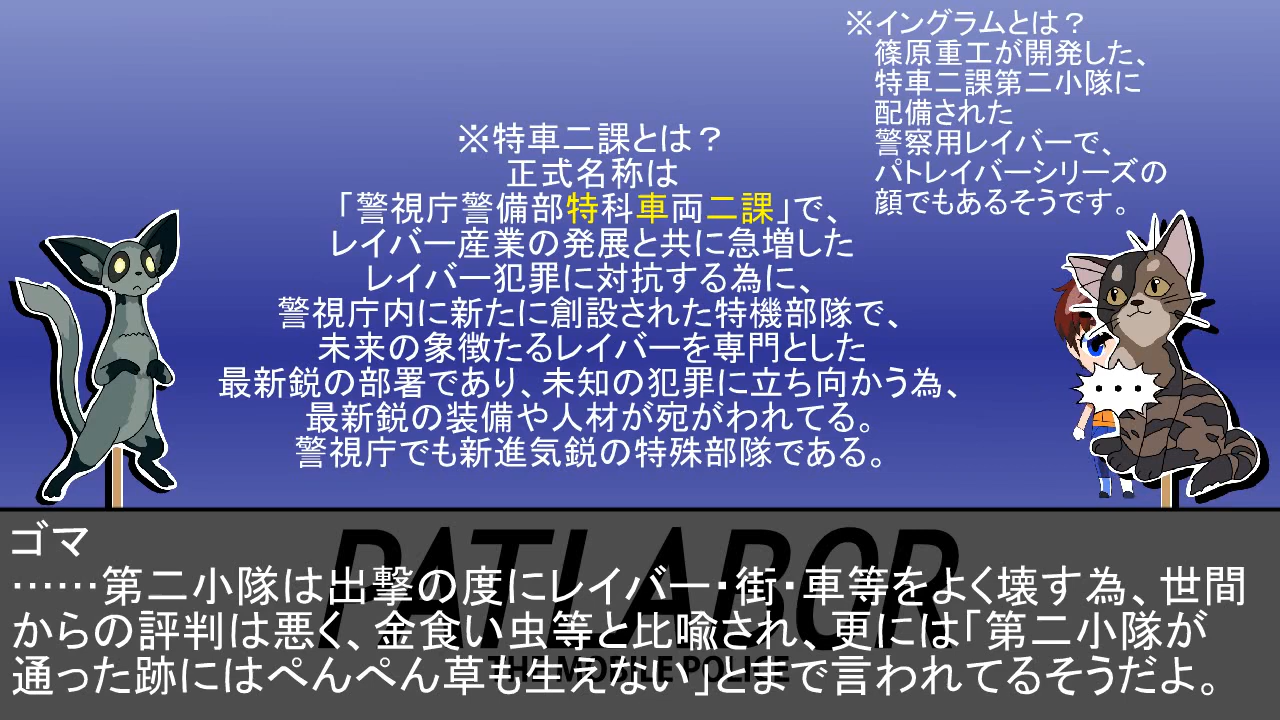 ※イングラムとは？
篠原重工が開発した、
特車二課第二小隊に
配備された
警察用レイバーで、
パトレイバーシリーズの
顔でもあるそうです。
※特車二課とは？
正式名称は
「警視庁警備部特科車両二課」で、
レイバー産業の発展と共に急増した
レイバー犯罪に対抗する為に、
警視庁内に新たに創設された特機部隊で、
未来の象徴たるレイバーを専門とした
最新鋭の部署であり、未知の犯罪に立ち向かう為、
最新鋭の装備や人材が宛がわれてる。
警視庁でも新進気鋭の特殊部隊である。
…
ゴマ
……第二小隊は出撃の度にレイバー・街・車等をよく壊す為、世間
からの評判は悪く、金食い虫等と比喩され、更には「第二小隊が
通った跡にはぺんぺん草も生えない」とまで言われてるそうだよ。
PATLABOR
THE MOBILE POLICE